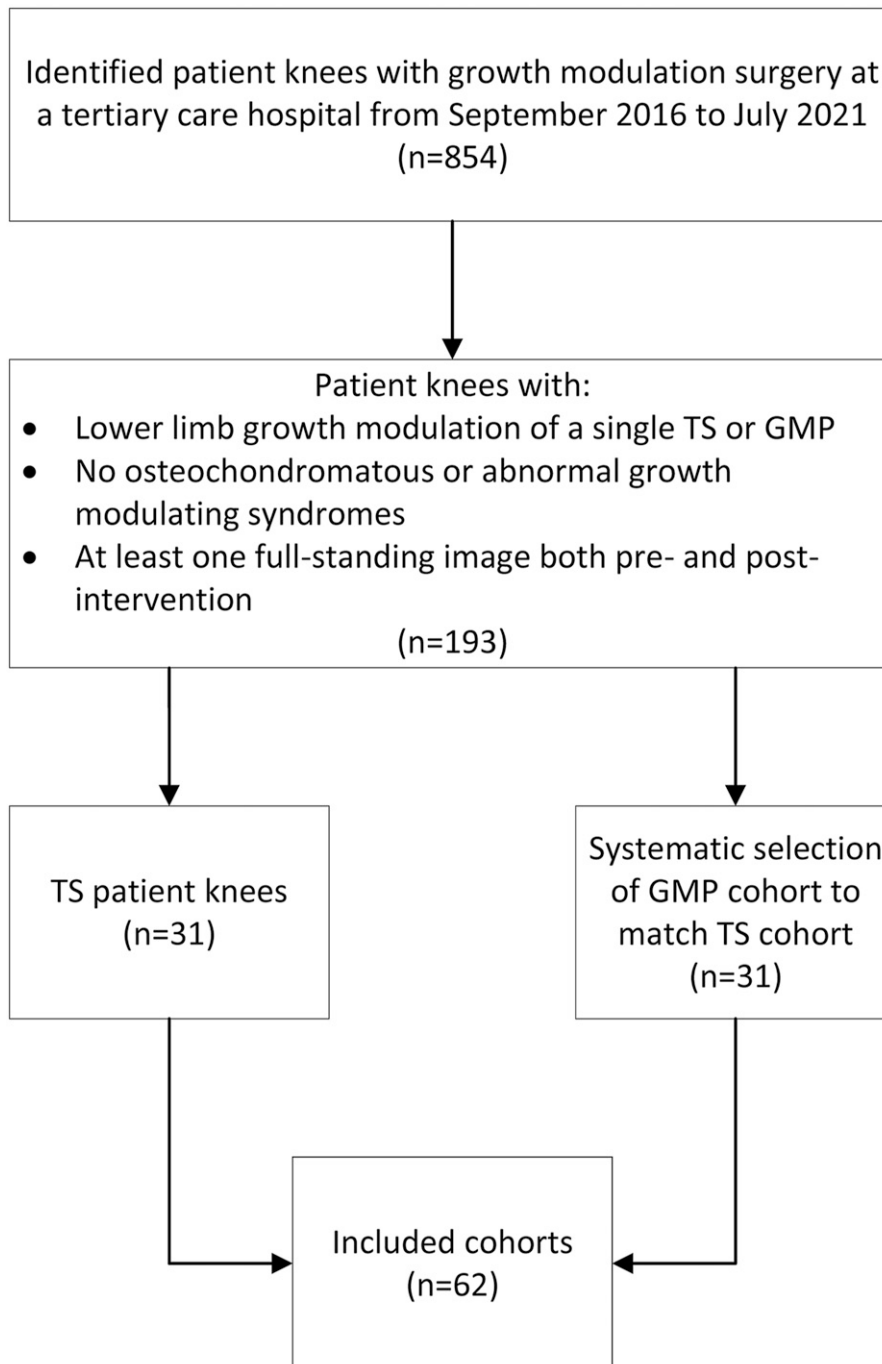 Identified patient knees with growth modulation surgery at
a tertiary care hospital from September 2016 to July 2021
(n=854)
Patient knees with:
• Lower limb growth modulation of a single TS or GMP
• No osteochondromatous or abnormal growth
modulating syndromes
• At least one full-standing image both pre- and post-
intervention
(n=193)
TS patient knees
(n=31)
Systematic selection
of GMP cohort to
match TS cohort
(n=31)
Included cohorts
(n=62)